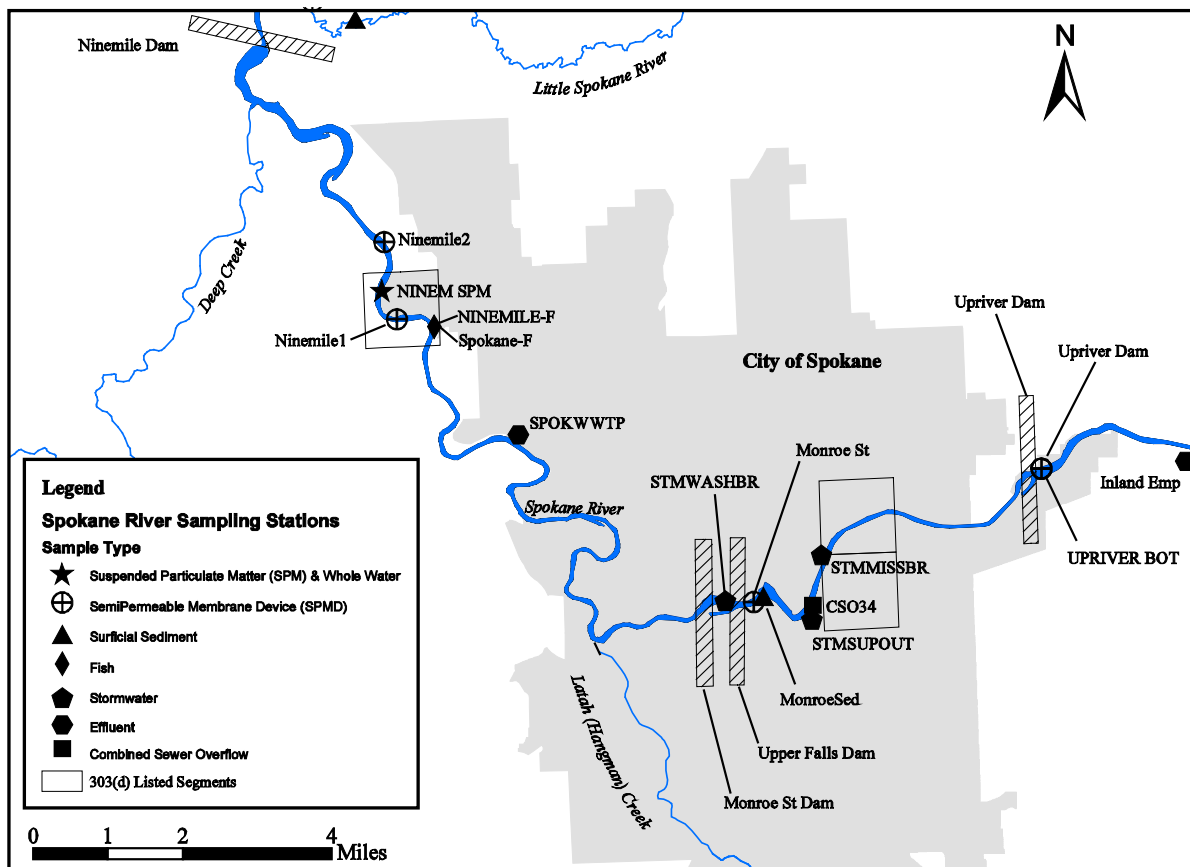 Ninemile Dam
Little Spokane River
N
Deep Creek
Ninemile2
NINEM SPM
Ninemile1
NINEMILE-F
Spokane-F
Upriver Dam
Upriver Dam
City of Spokane
SPOKWWTP
Monroe St
STMWASHBR
Inland Emp
Spokane River
STMMISSBR
UPRIVER BOT
CSO34
STMSUPOUT
MonroeSed
Latah (Hangman) Creek
Upper Falls Dam
Monroe St Dam
Legend
Spokane River Sampling Stations
Sample Type
Suspended Particulate Matter (SPM) & Whole Water
SemiPermeable Membrane Device (SPMD)
Surficial Sediment
Fish
Stormwater
Effluent
Combined Sewer Overflow
303(d) Listed Segments
0 1 2 4
Miles